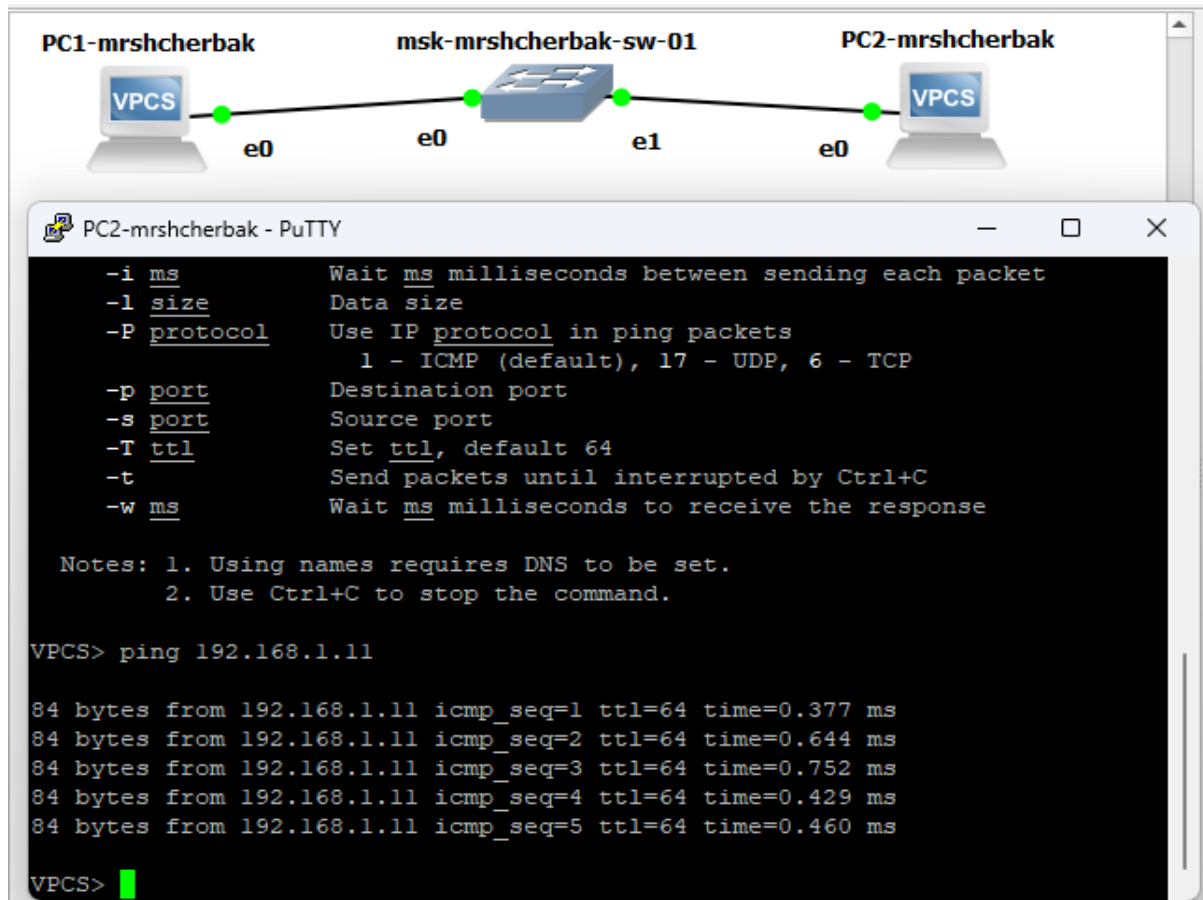 PC1-mrshcherbak msk-mrshcherbak-sw-01 PC2-mrshcherbak
VPCS VPCS
e0 e0 e1 e0
PC2-mrshcherbak - PuTTY
-i ms Wait ms milliseconds between sending each packet
-l size Data size
-P protocol Use IP protocol in ping packets
1 - ICMP (default), 17 - UDP, 6 - TCP
-p port Destination port
-s port Source port
-T ttl Set ttl, default 64
-t Send packets until interrupted by Ctrl+C
-w ms Wait ms milliseconds to receive the response
Notes: 1. Using names requires DNS to be set.
2. Use Ctrl+C to stop the command.
VPCS> ping 192.168.1.11
84 bytes from 192.168.1.11 icmp_seq=1 ttl=64 time=0.377 ms
84 bytes from 192.168.1.11 icmp_seq=2 ttl=64 time=0.644 ms
84 bytes from 192.168.1.11 icmp_seq=3 ttl=64 time=0.752 ms
84 bytes from 192.168.1.11 icmp_seq=4 ttl=64 time=0.429 ms
84 bytes from 192.168.1.11 icmp_seq=5 ttl=64 time=0.460 ms
VPCS>